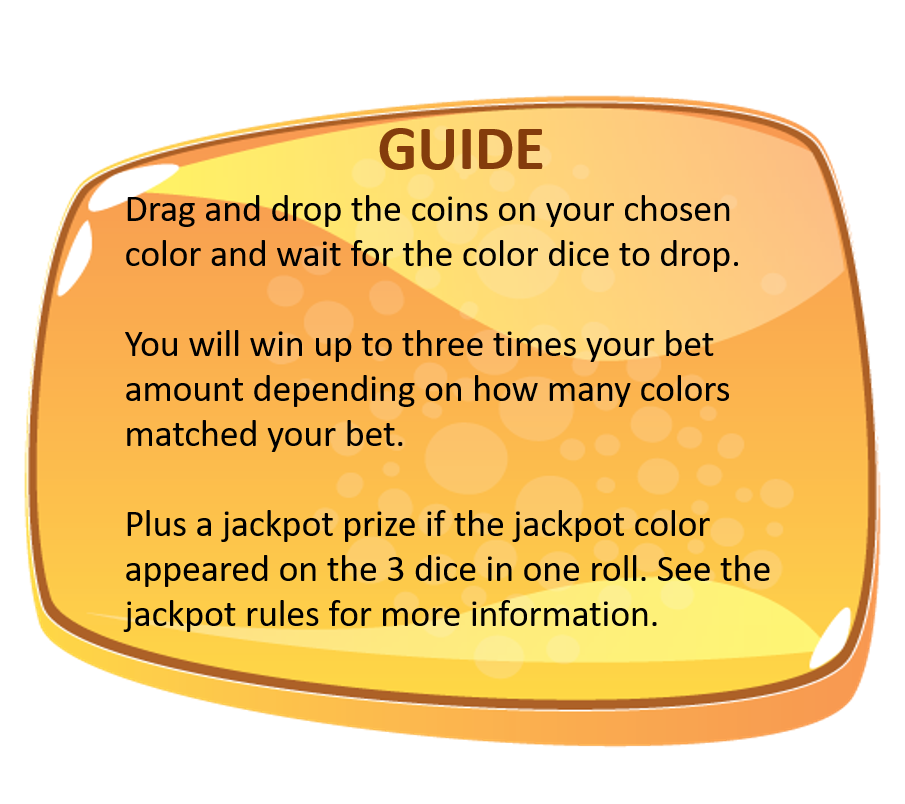 GUIDE
Drag and drop the coins on your chosen
color and wait for the color dice to drop.
You will win up to three times your bet
amount depending on how many colors
matched your bet.
Plus a jackpot prize if the jackpot color
appeared on the 3 dice in one roll. See the
jackpot rules for more information.